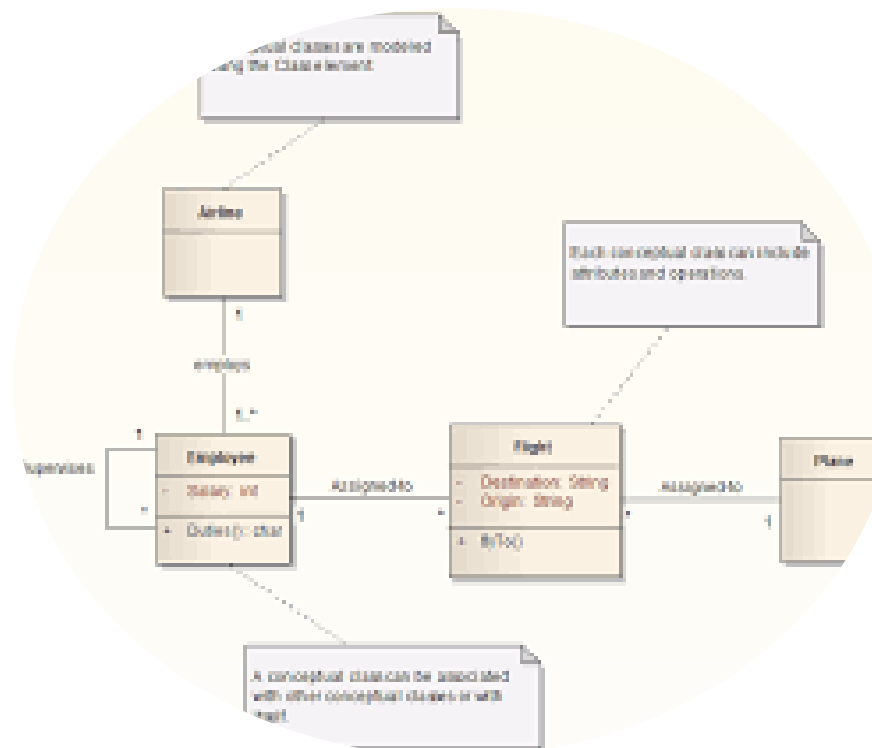 classes are modeled
the Class element.
Airline
Each conceptual class can include
attributes and operations.
1
employs
1..*
1
Employee
Supervises
- Salary: int
*
+ Duties(): char
Assigned-to
1
*
Flight
- Destination: String
- Origin: String
Assigned-to
*
1
Plane
A conceptual class can be associated
with other conceptual classes or with
itself.